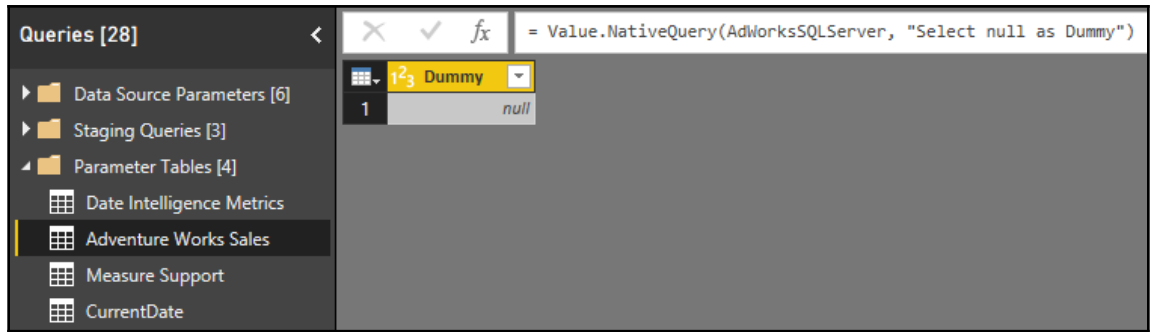 Queries [28]
fx
= Value.NativeQuery(AdWorksSQLServer, "Select null as Dummy")
Data Source Parameters [6]
Staging Queries [3]
Parameter Tables [4]
Date Intelligence Metrics
Adventure Works Sales
Measure Support
CurrentDate
1²3 Dummy
1 null